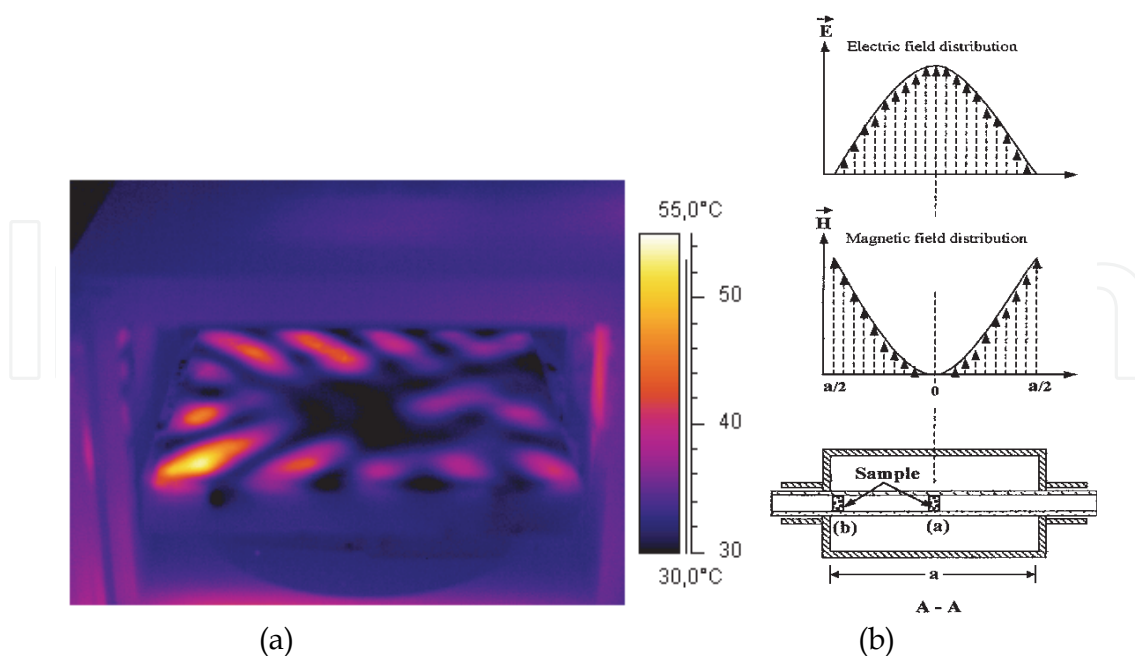 55,0°C
50
40
30
30,0°C
(a)
E
Electric field distribution
H
Magnetic field distribution
a/2
0
a/2
Sample
(b)
(a)
a
A - A
(b)